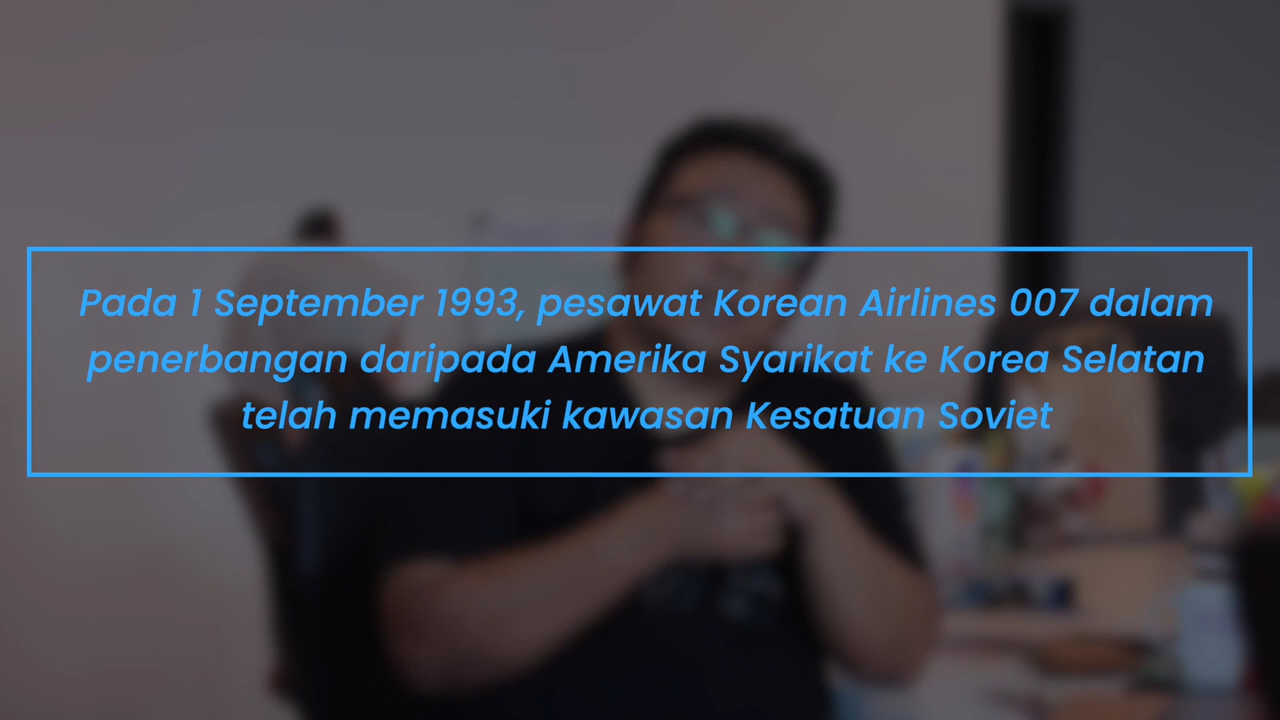 Pada 1 September 1993, pesawat Korean Airlines 007 dalam
penerbangan daripada Amerika Syarikat ke Korea Selatan
telah memasuki kawasan Kesatuan Soviet